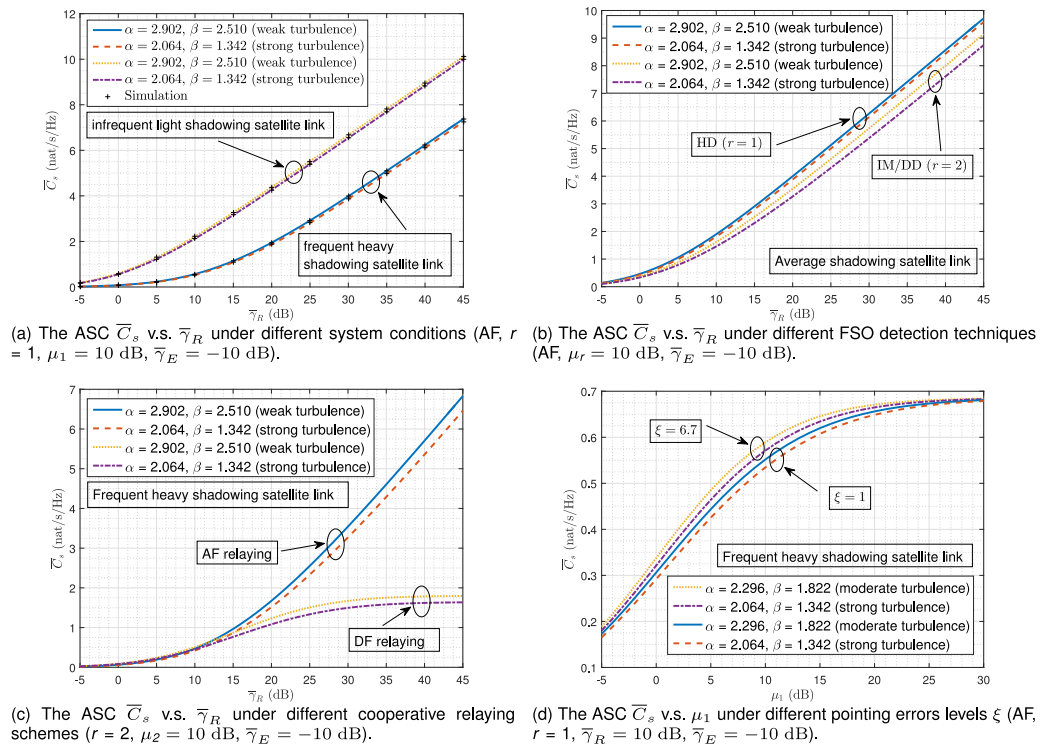 α = 2.902, β = 2.510 (weak turbulence)
α = 2.064, β = 1.342 (strong turbulence)
α = 2.902, β = 2.510 (weak turbulence)
α = 2.064, β = 1.342 (strong turbulence)
Simulation
infrequent light shadowing satellite link
frequent heavy
shadowing satellite link
12
10
8
6
4
2
0
-5 0 5 10 15 20 25 30 35 40 45
C̅s (nat/s/Hz)
γ̅R (dB)
(a) The ASC C̅s v.s. γ̅R under different system conditions (AF, r
= 1, μ1 = 10 dB, γ̅E = −10 dB).
α = 2.902, β = 2.510 (weak turbulence)
α = 2.064, β = 1.342 (strong turbulence)
α = 2.902, β = 2.510 (weak turbulence)
α = 2.064, β = 1.342 (strong turbulence)
HD (r = 1)
IM/DD (r = 2)
Average shadowing satellite link
10
9
8
7
6
5
4
3
2
1
0
-5 0 5 10 15 20 25 30 35 40 45
C̅s (nat/s/Hz)
γ̅R (dB)
(b) The ASC C̅s v.s. γ̅R under different FSO detection techniques
(AF, μr = 10 dB, γ̅E = −10 dB).
α = 2.902, β = 2.510 (weak turbulence)
α = 2.064, β = 1.342 (strong turbulence)
α = 2.902, β = 2.510 (weak turbulence)
α = 2.064, β = 1.342 (strong turbulence)
Frequent heavy shadowing satellite link
AF relaying
DF relaying
7
6
5
4
3
2
1
0
-5 0 5 10 15 20 25 30 35 40 45
C̅s (nat/s/Hz)
γ̅R (dB)
(c) The ASC C̅s v.s. γ̅R under different cooperative relaying
schemes (r = 2, μ2 = 10 dB, γ̅E = −10 dB).
ξ = 6.7
ξ = 1
Frequent heavy shadowing satellite link
α = 2.296, β = 1.822 (moderate turbulence)
α = 2.064, β = 1.342 (strong turbulence)
α = 2.296, β = 1.822 (moderate turbulence)
α = 2.064, β = 1.342 (strong turbulence)
0.7
0.6
0.5
0.4
0.3
0.2
0.1
-5 0 5 10 15 20 25 30
C̅s (nat/s/Hz)
μ1 (dB)
(d) The ASC C̅s v.s. μ1 under different pointing errors levels ξ (AF,
r = 1, γ̅R = 10 dB, γ̅E = −10 dB).